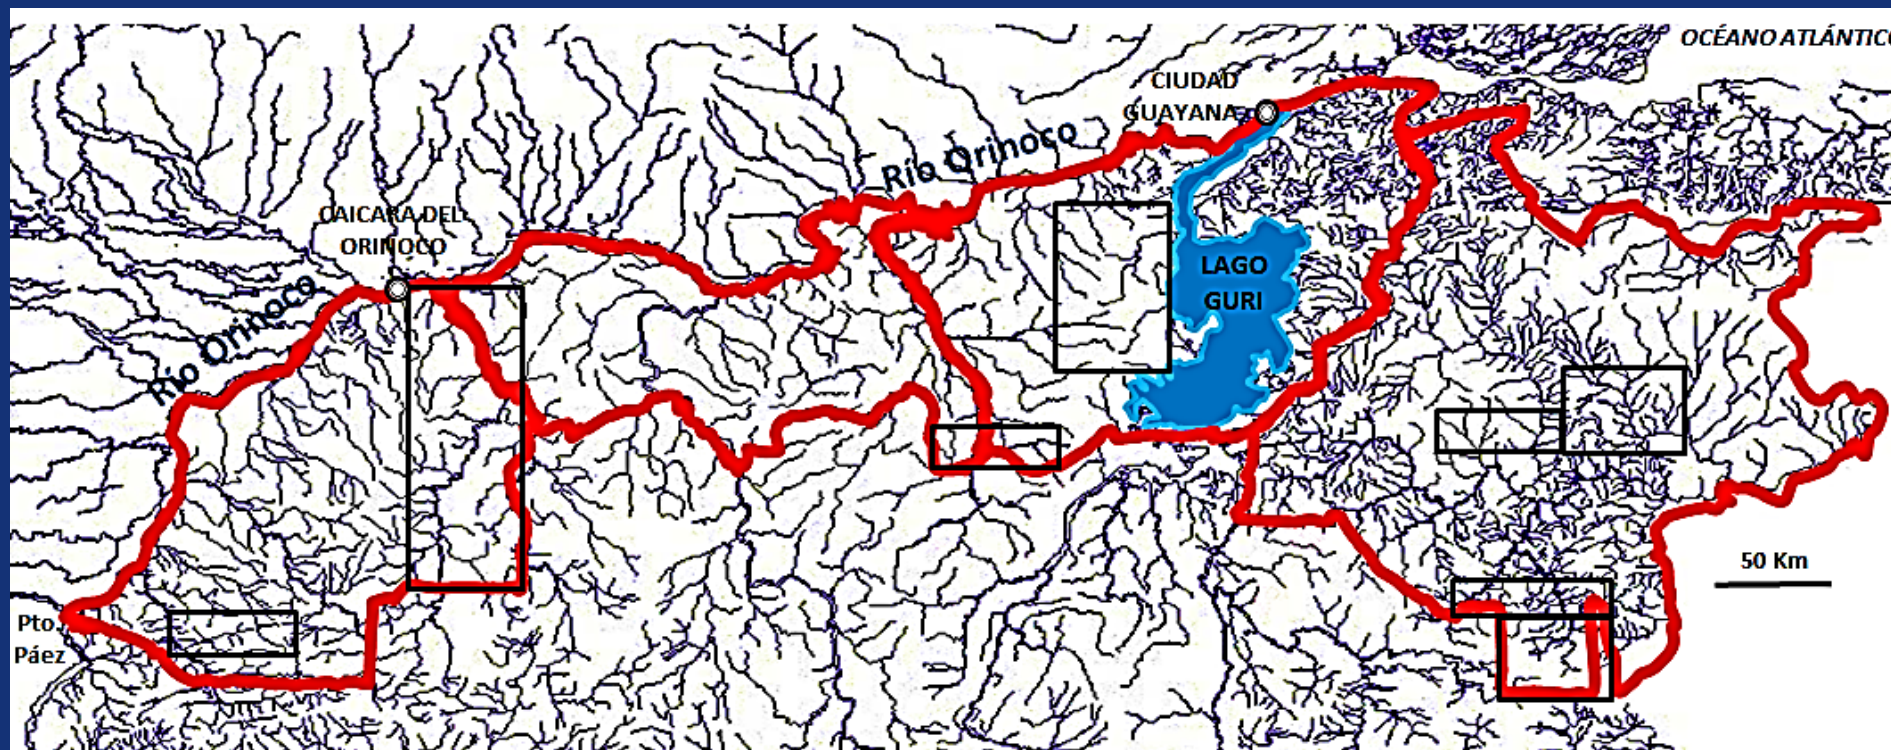 OCÉANO ATLÁNTICO
CIUDAD
GUAYANA
Río Orinoco
CAICARA DEL
ORINOCO
LAGO
GURI
Río Orinoco
50 Km
Pto.
Páez